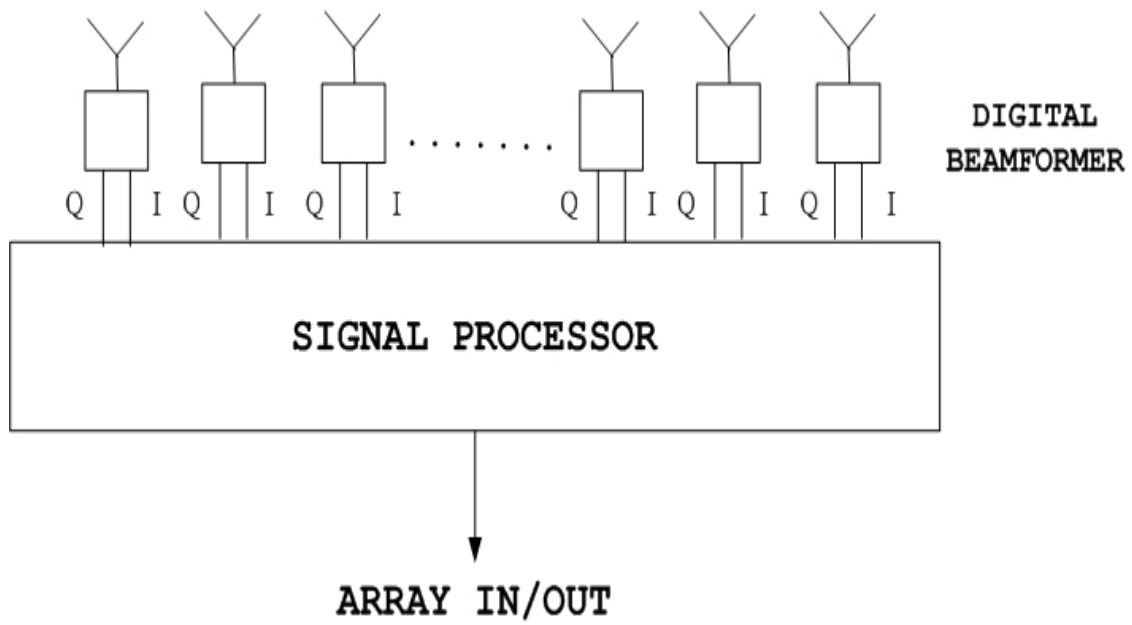 DIGITAL
BEAMFORMER
Q I Q I Q I Q I Q I Q I
SIGNAL PROCESSOR
ARRAY IN/OUT